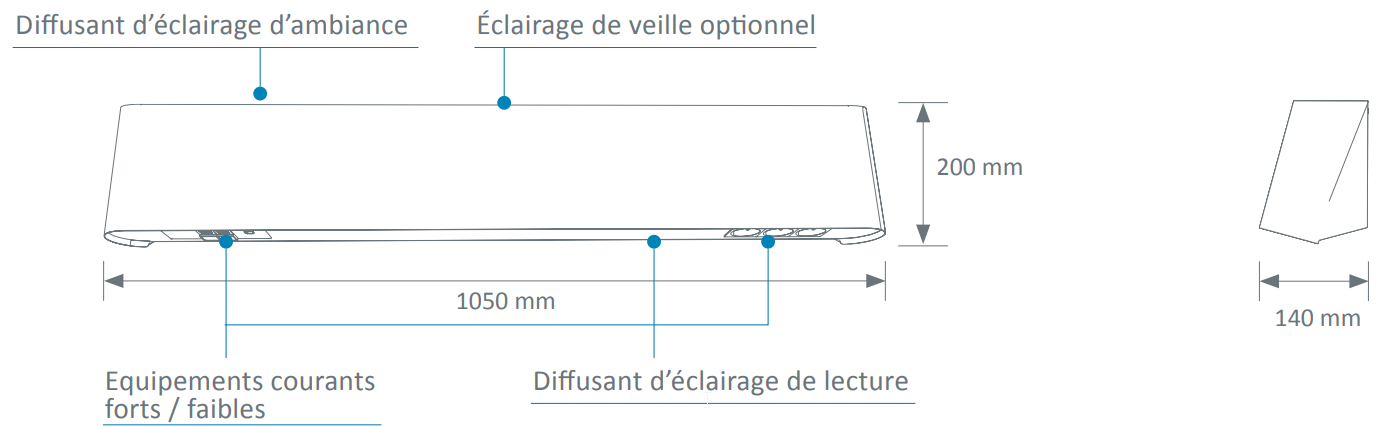 Diffusant d’éclairage d’ambiance
Éclairage de veille optionnel
200 mm
1050 mm
140 mm
Equipements courants
forts / faibles
Diffusant d’éclairage de lecture